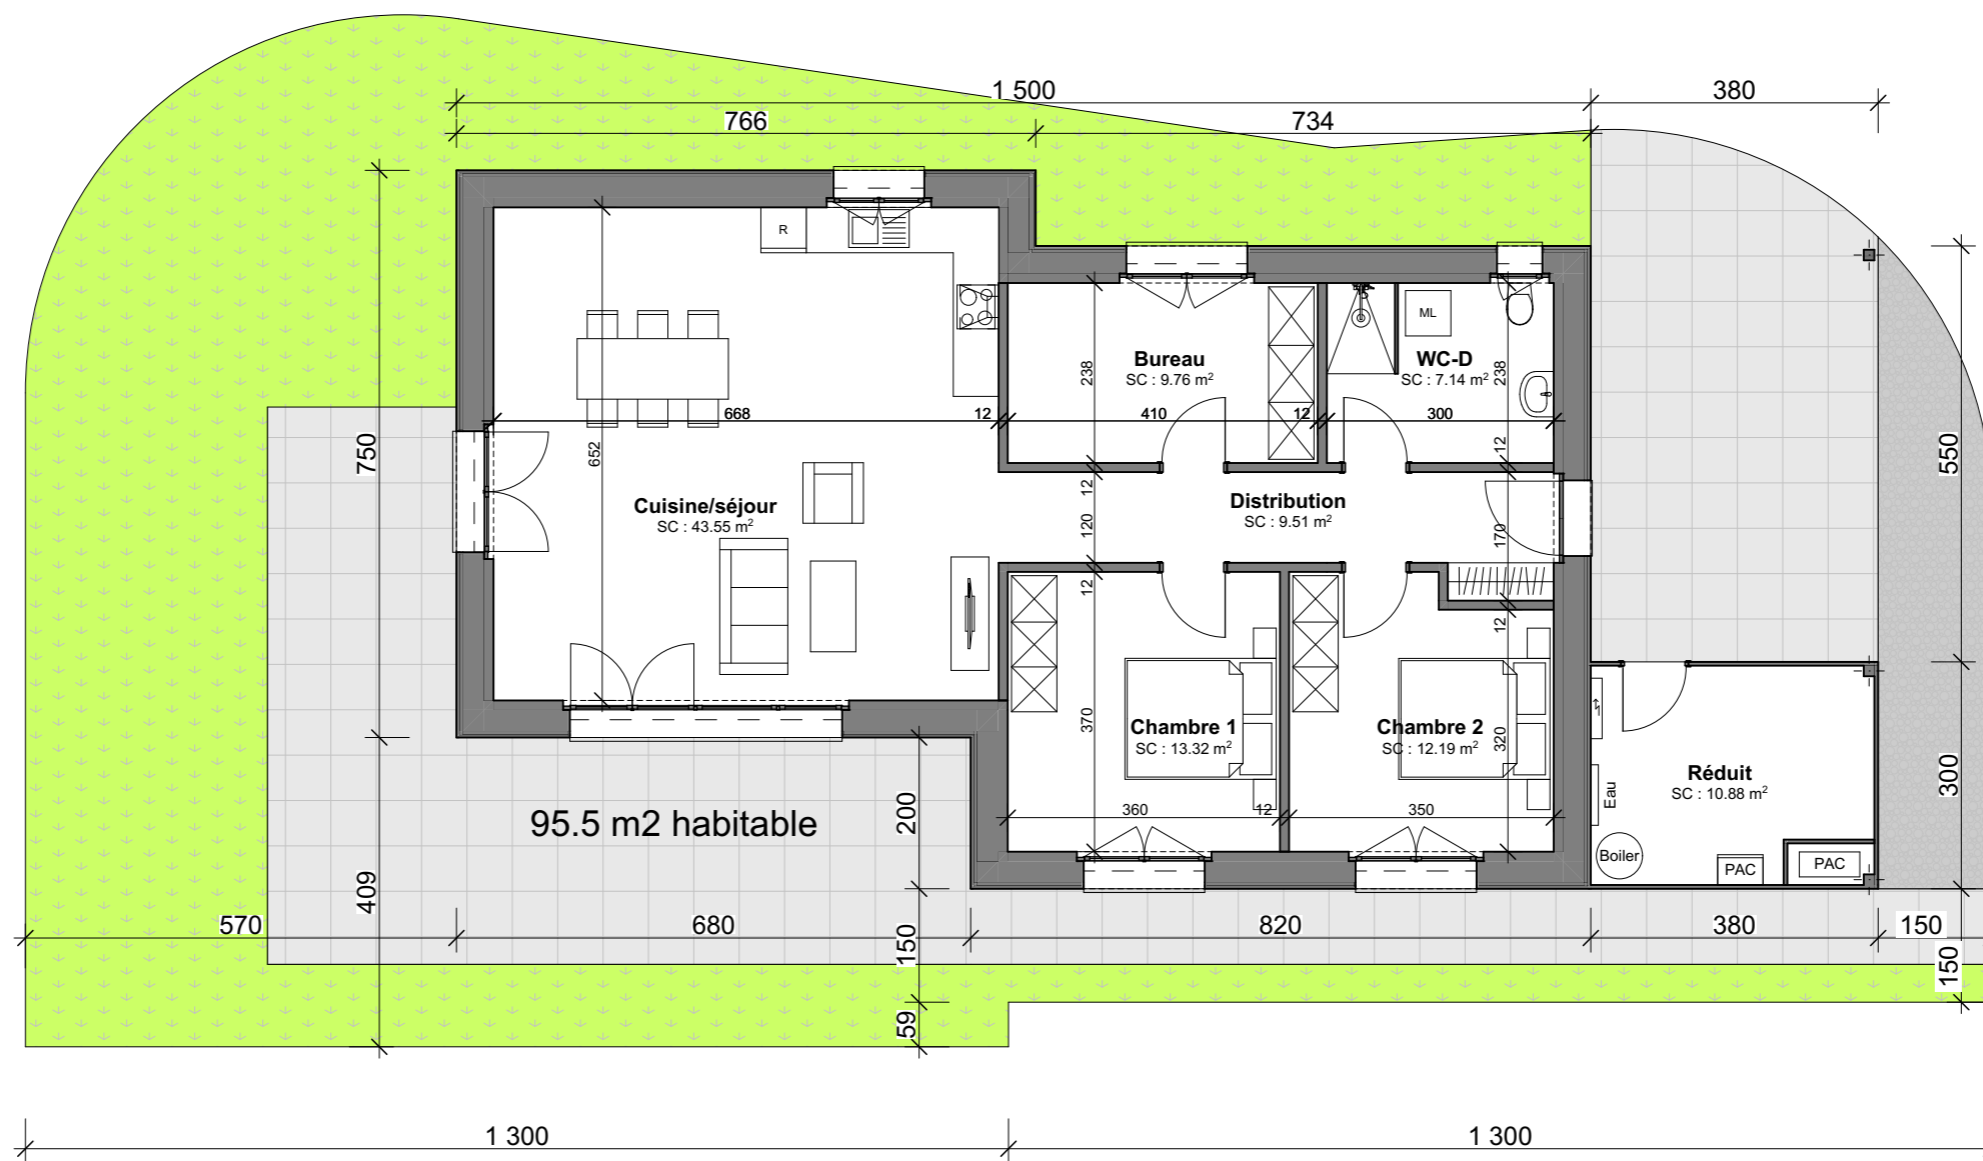 1 500
380
766
734
R
ML
Bureau
SC : 9.76 m²
WC-D
SC : 7.14 m²
238
238
668
12
410
12
300
750
652
12
550
Cuisine/séjour
SC : 43.55 m²
Distribution
SC : 9.51 m²
12
120
170
12
12
370
Chambre 1
SC : 13.32 m²
Chambre 2
SC : 12.19 m²
320
Réduit
SC : 10.88 m²
Eau
300
95.5 m2 habitable
200
360
12
350
Boiler
PAC
PAC
409
570
680
150
820
380
150
150
59
1 300
1 300